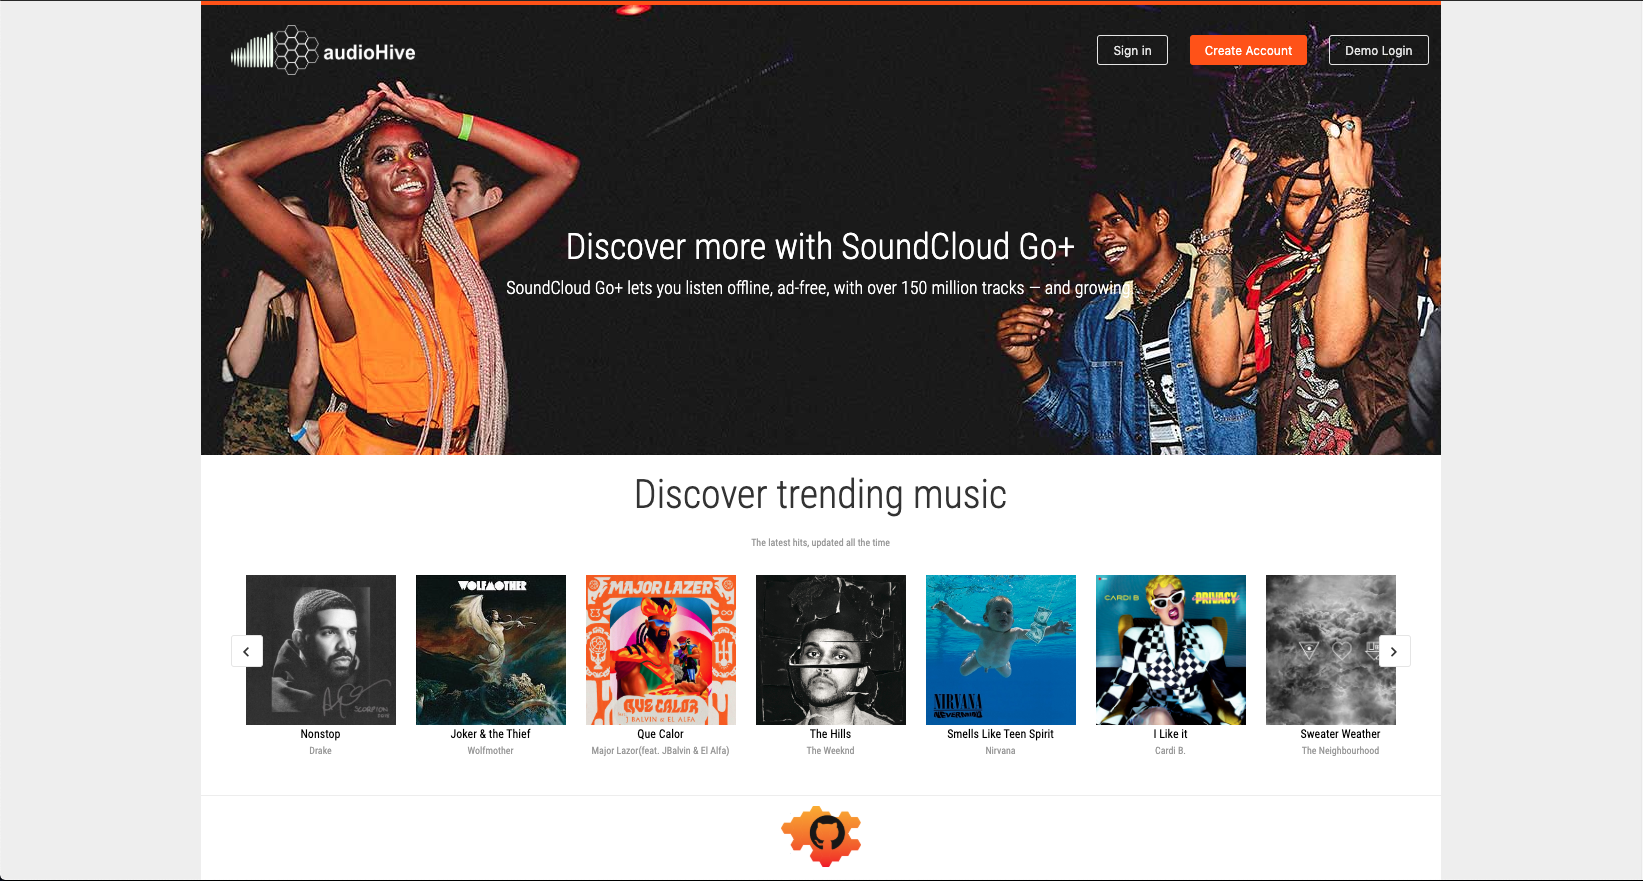 audioHive
Sign in
Create Account
Demo Login
Discover more with SoundCloud Go+
SoundCloud Go+ lets you listen offline, ad-free, with over 150 million tracks — and growing.
Discover trending music
The latest hits, updated all the time
WOLFMOTHER
MAJOR LAZER
QUE CALOR
J BALVIN & EL ALFA
NIRVANA
NEVERMIND
CARDI B
PRIVACY
SCORPION
Nonstop
Drake
Joker & the Thief
Wolfmother
Que Calor
Major Lazor(feat. JBalvin & El Alfa)
The Hills
The Weeknd
Smells Like Teen Spirit
Nirvana
I Like it
Cardi B.
Sweater Weather
The Neighbourhood